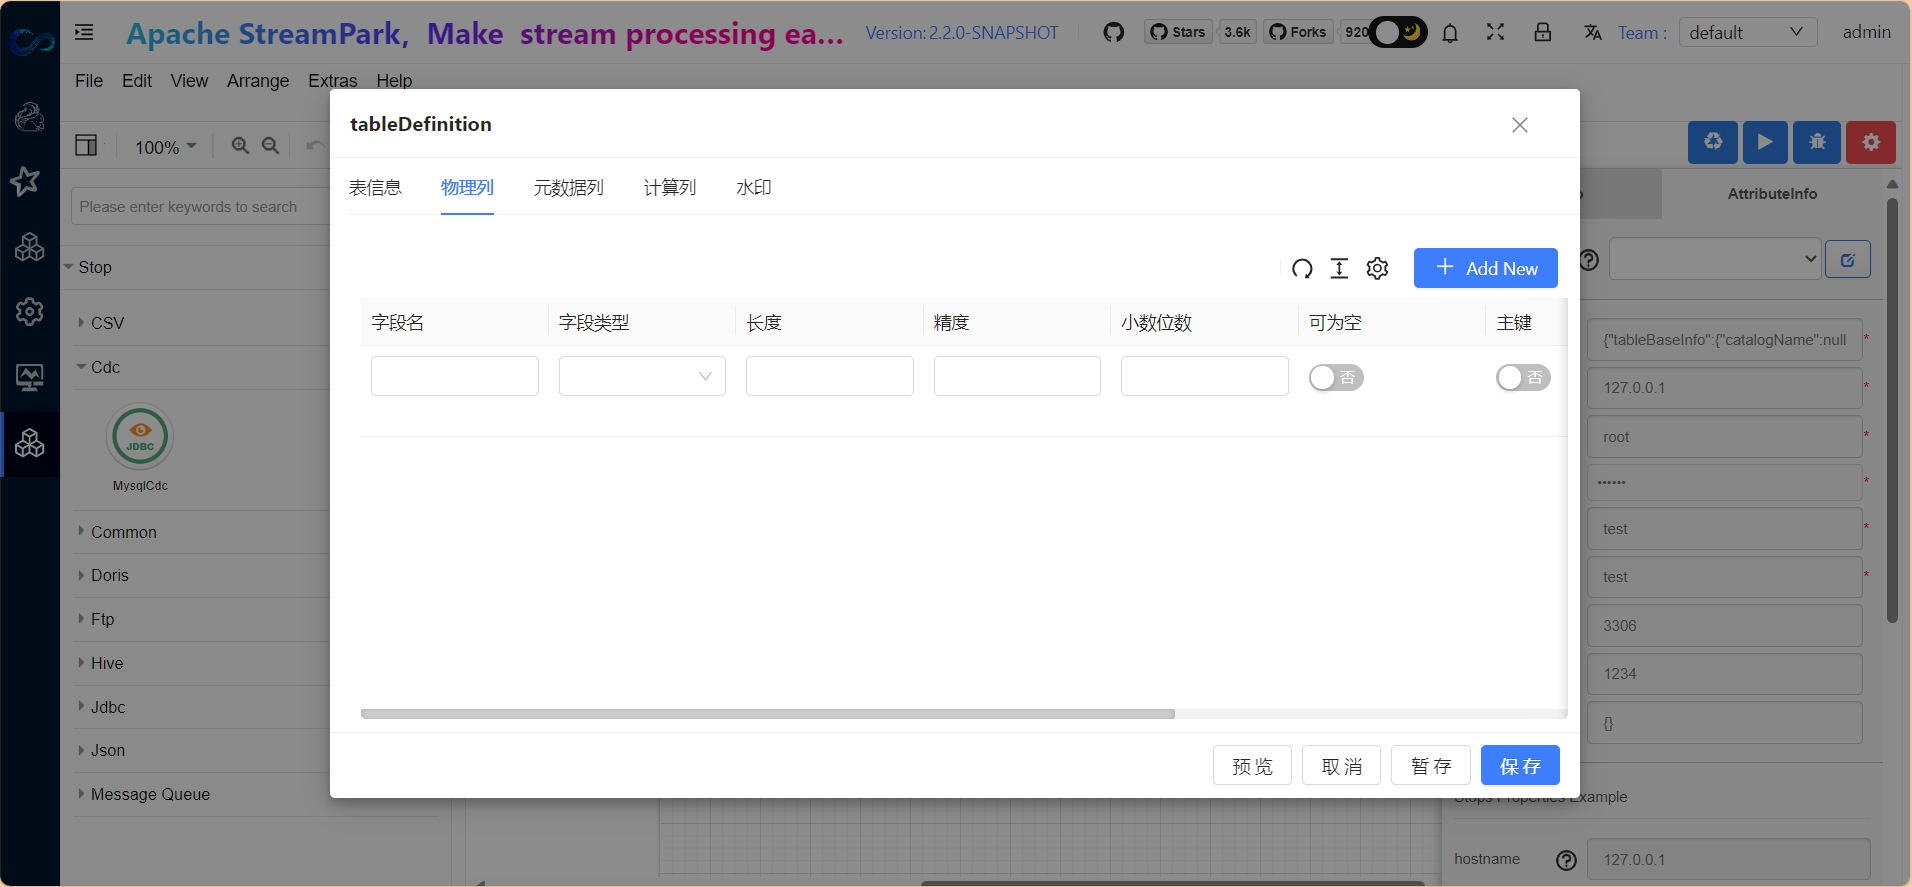 Apache StreamPark, Make stream processing ea...
Version: 2.2.0-SNAPSHOT
Stars
3.6k
Forks
920
Team :
default
admin
File
Edit
View
Arrange
Extras
Help
100%
Please enter keywords to search
Stop
CSV
Cdc
JDBC
MysqlCdc
Common
Doris
Ftp
Hive
Jdbc
Json
Message Queue
tableDefinition
表信息
物理列
元数据列
计算列
水印
Add New
字段名
字段类型
长度
精度
小数位数
可为空
主键
否
否
预 览
取 消
暂 存
保 存
AttributeInfo
{"tableBaseInfo":{"catalogName":null
*
127.0.0.1
*
root
*
••••••
*
test
*
test
*
3306
1234
{}
Stops Properties Example
hostname
127.0.0.1